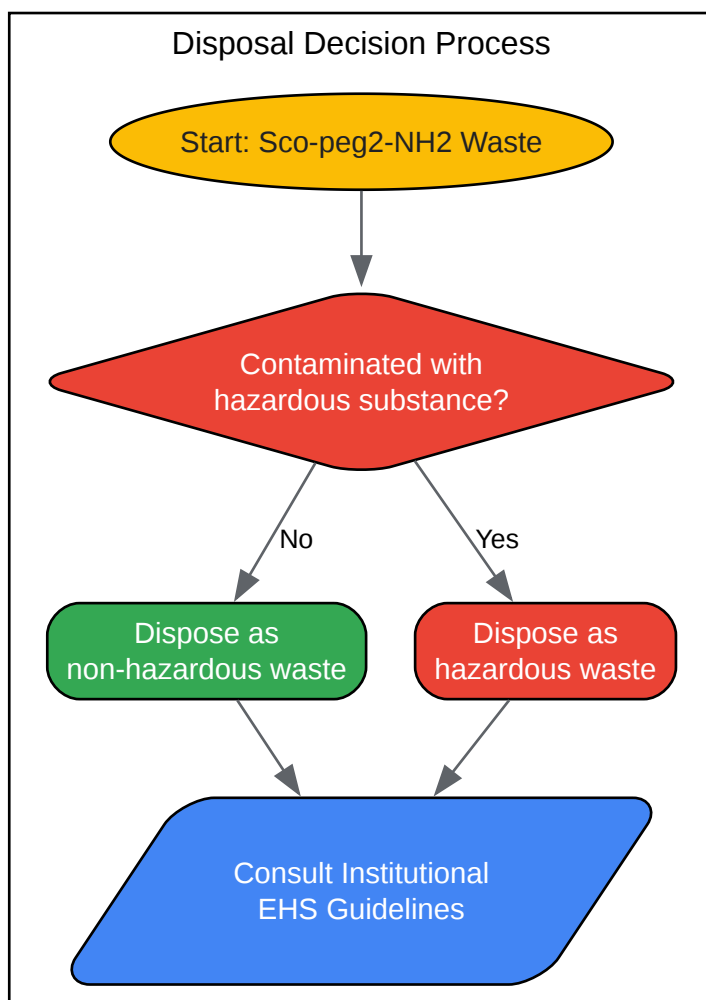 Disposal Decision Process
Start: Sco-peg2-NH2 Waste
Contaminated with
hazardous substance?
No
Yes
Dispose as
non-hazardous waste
Dispose as
hazardous waste
Consult Institutional
EHS Guidelines